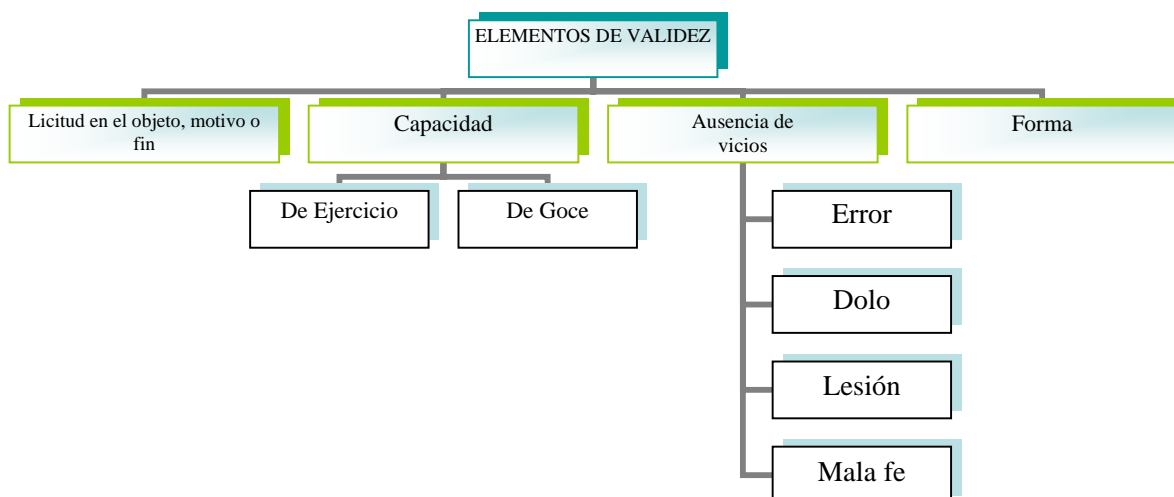 ELEMENTOS DE VALIDEZ
Licitud en el objeto, motivo o
fin
Capacidad
Ausencia de
vicios
Forma
De Ejercicio
De Goce
Error
Dolo
Lesión
Mala fe